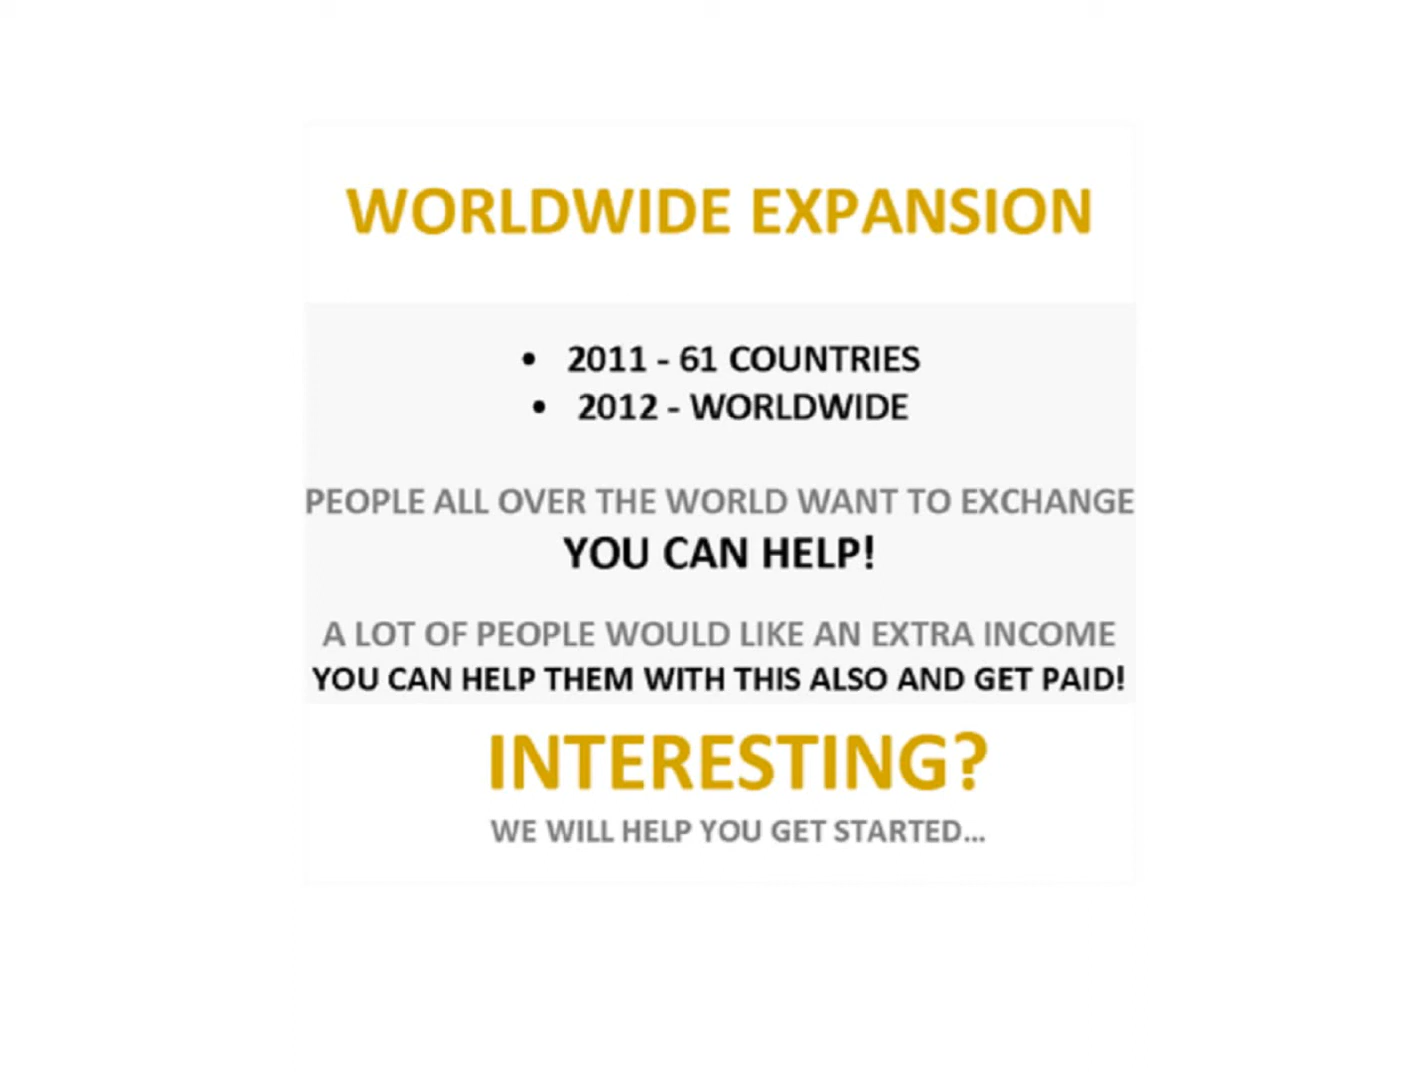 WORLDWIDE EXPANSION
• 2011 - 61 COUNTRIES
• 2012 - WORLDWIDE
PEOPLE ALL OVER THE WORLD WANT TO EXCHANGE
YOU CAN HELP!
A LOT OF PEOPLE WOULD LIKE AN EXTRA INCOME
YOU CAN HELP THEM WITH THIS ALSO AND GET PAID!
INTERESTING?
WE WILL HELP YOU GET STARTED...